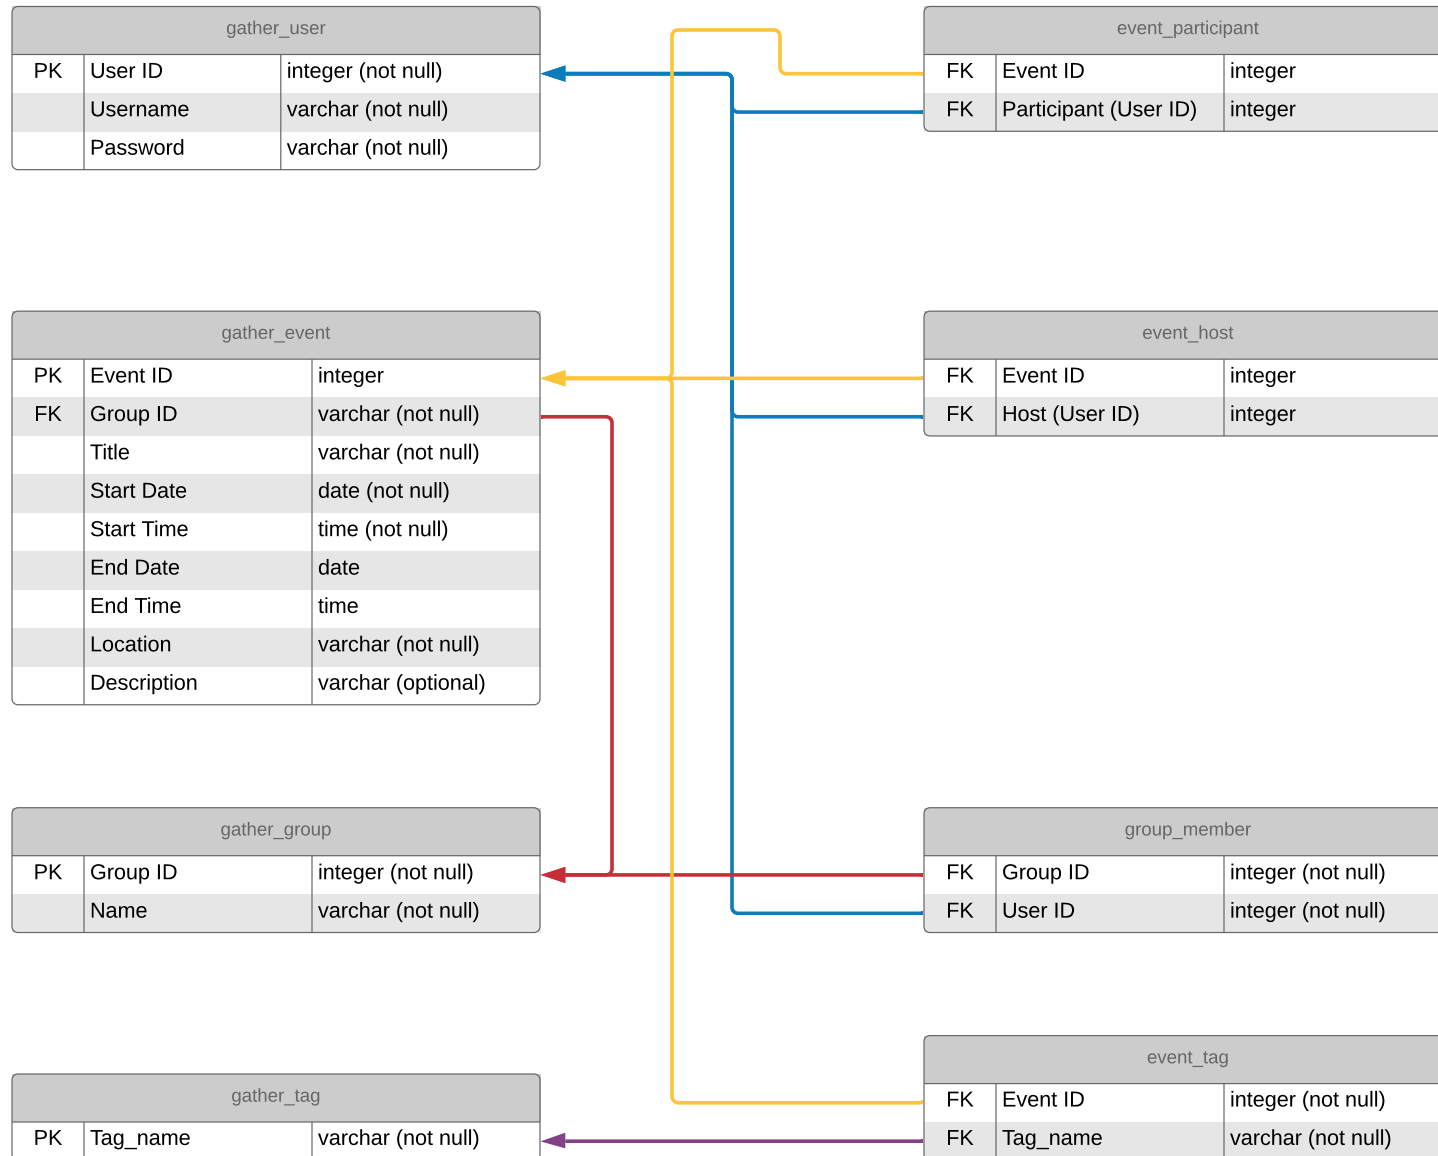 gather_user
PK User ID integer (not null)
Username varchar (not null)
Password varchar (not null)
event_participant
FK Event ID integer
FK Participant (User ID) integer
gather_event
PK Event ID integer
FK Group ID varchar (not null)
Title varchar (not null)
Start Date date (not null)
Start Time time (not null)
End Date date
End Time time
Location varchar (not null)
Description varchar (optional)
event_host
FK Event ID integer
FK Host (User ID) integer
gather_group
PK Group ID integer (not null)
Name varchar (not null)
group_member
FK Group ID integer (not null)
FK User ID integer (not null)
gather_tag
PK Tag_name varchar (not null)
event_tag
FK Event ID integer (not null)
FK Tag_name varchar (not null)